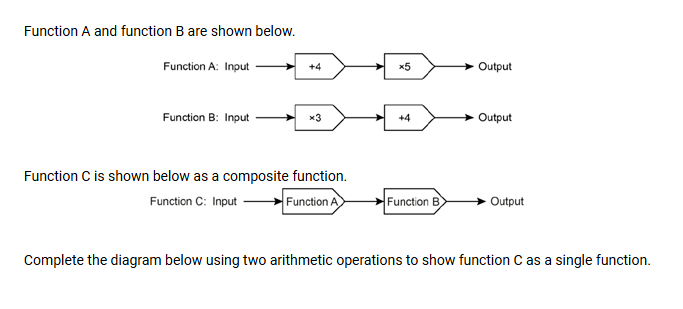 Function A and function B are shown below.
Function A: Input +4 ×5 Output
Function B: Input ×3 +4 Output
Function C is shown below as a composite function.
Function C: Input Function A Function B Output
Complete the diagram below using two arithmetic operations to show function C as a single function.